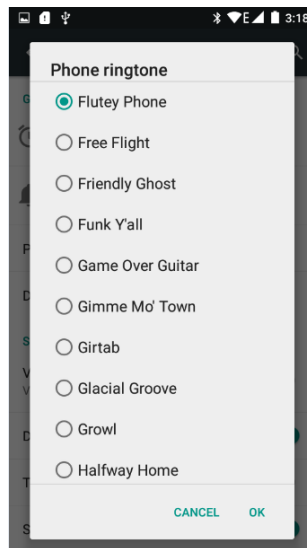 E 3:18
Phone ringtone
Flutey Phone
Free Flight
Friendly Ghost
Funk Y'all
Game Over Guitar
Gimme Mo' Town
Girtab
Glacial Groove
Growl
Halfway Home
CANCEL OK